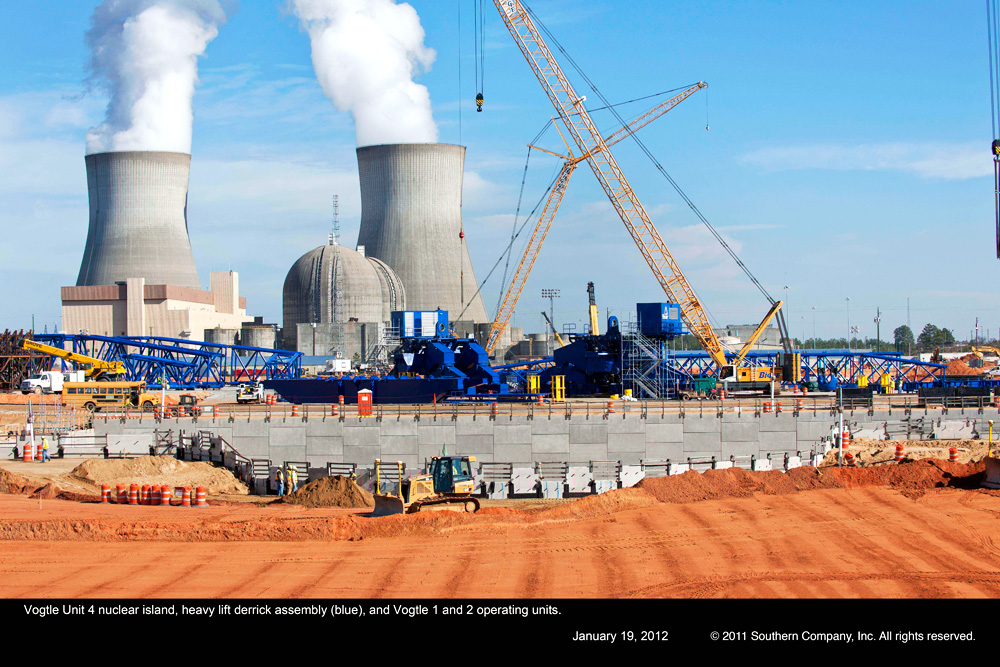 Vogtle Unit 4 nuclear island, heavy lift derrick assembly (blue), and Vogtle 1 and 2 operating units.
January 19, 2012 © 2011 Southern Company, Inc. All rights reserved.